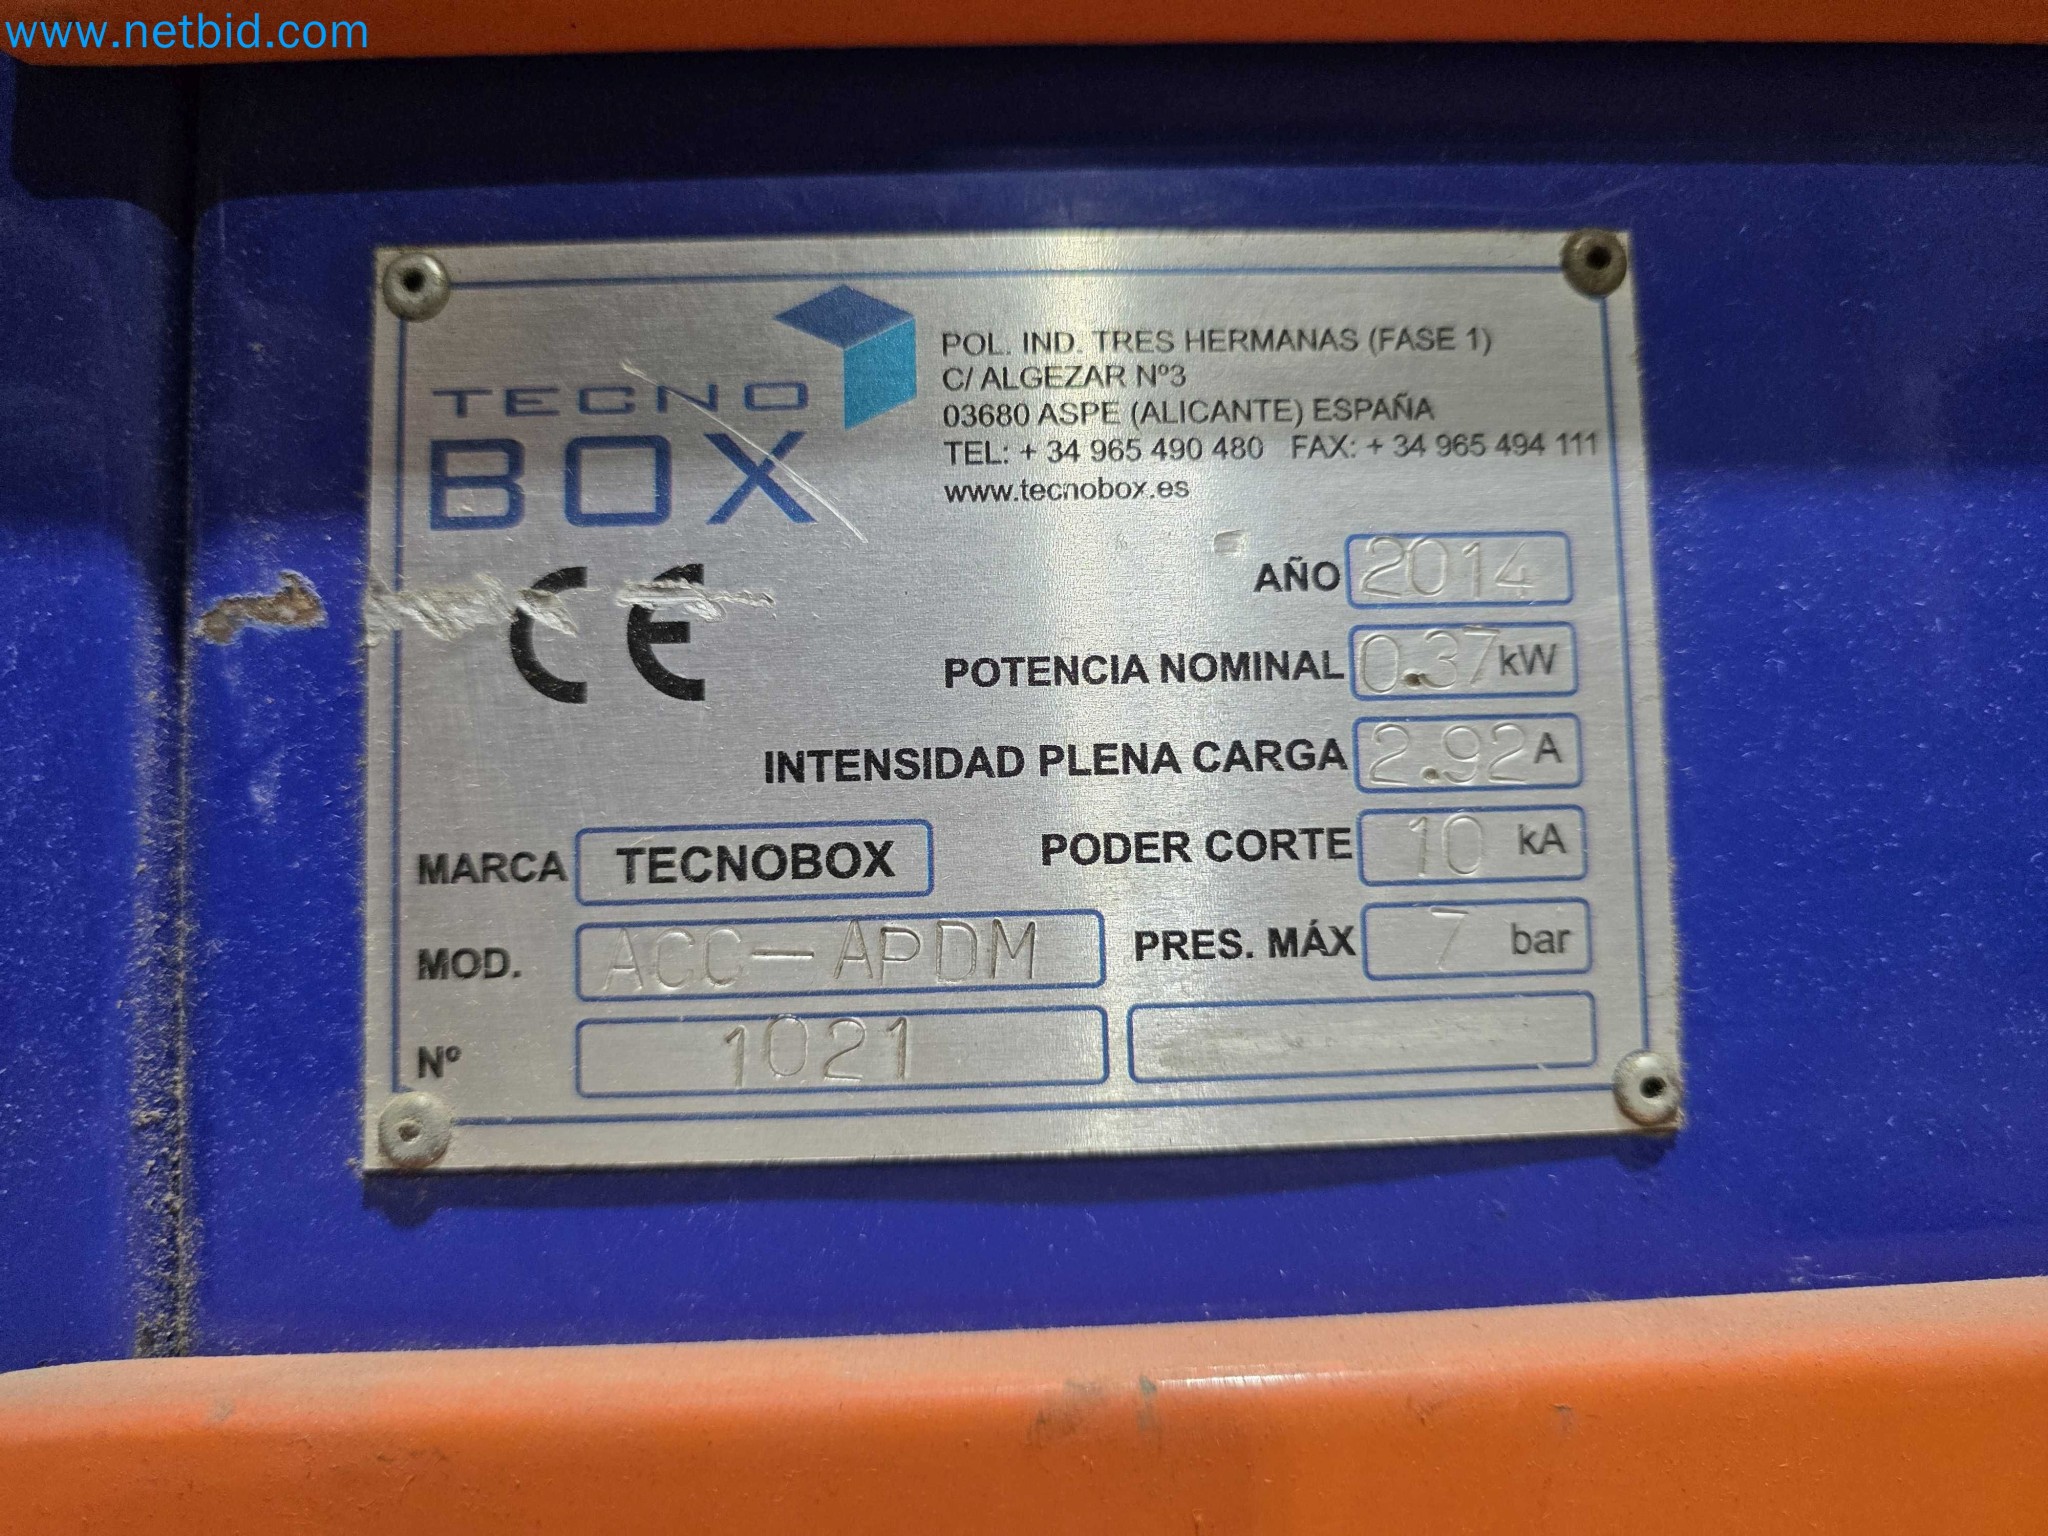 www.netbid.com
TECNO
BOX
POL. IND. TRES HERMANAS (FASE 1)
C/ ALGEZAR Nº3
03680 ASPE (ALICANTE) ESPAÑA
TEL: + 34 965 490 480 FAX: + 34 965 494 111
www.tecnobox.es
CE
AÑO 2014
POTENCIA NOMINAL 0.37 kW
INTENSIDAD PLENA CARGA 2.92 A
MARCA TECNOBOX PODER CORTE 10 kA
MOD. ACC-APDM PRES. MÁX 7 bar
Nº 1021